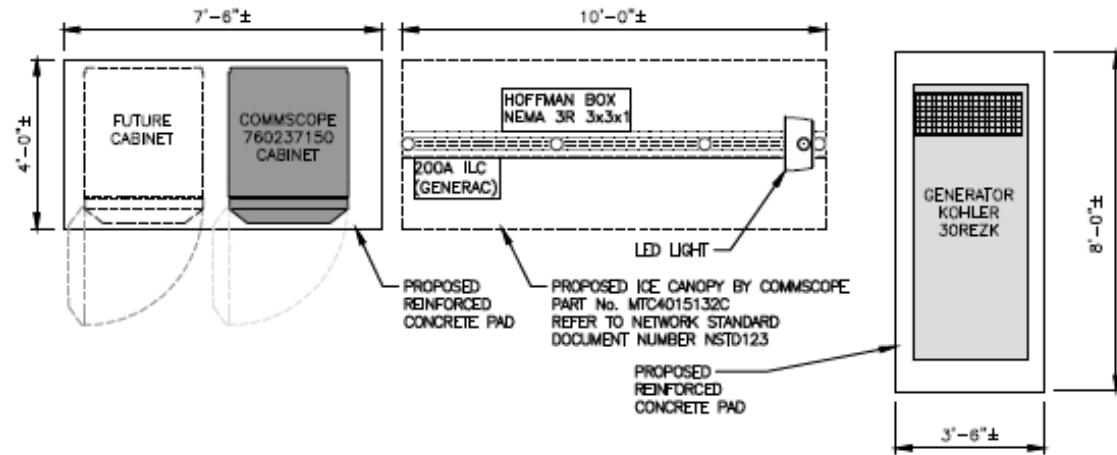 7'-6"±
10'-0"±
4'-0"±
FUTURE
CABINET
COMMSCOPE
760237150
CABINET
HOFFMAN BOX
NEMA 3R 3x3x1
200A ILC
(GENERAC)
LED LIGHT
GENERATOR
KOHLER
30REZK
8'-0"±
PROPOSED
REINFORCED
CONCRETE PAD
PROPOSED ICE CANOPY BY COMMSCOPE
PART No. MTC4015132C
REFER TO NETWORK STANDARD
DOCUMENT NUMBER NSTD123
PROPOSED
REINFORCED
CONCRETE PAD
3'-6"±